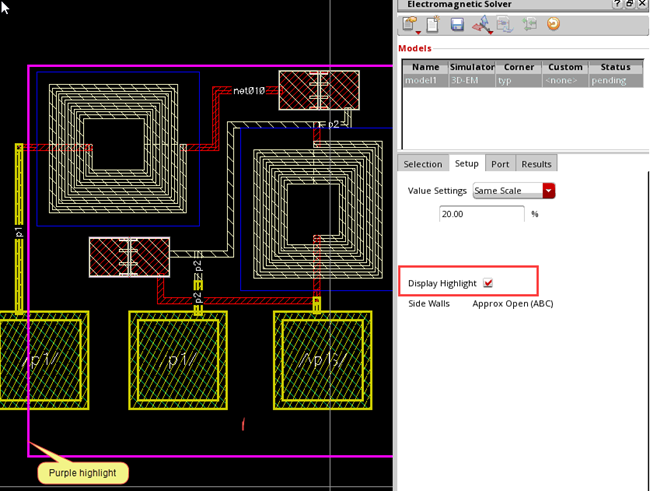 Electromagnetic Solver
Models
Name Simulator Corner Custom Status
model1 3D-EM typ <none> pending
Selection Setup Port Results
Value Settings Same Scale
20.00 %
Display Highlight
Side Walls Approx Open (ABC)
net010
p2
p1
p2
p2
/p1/
/p1/
Purple highlight